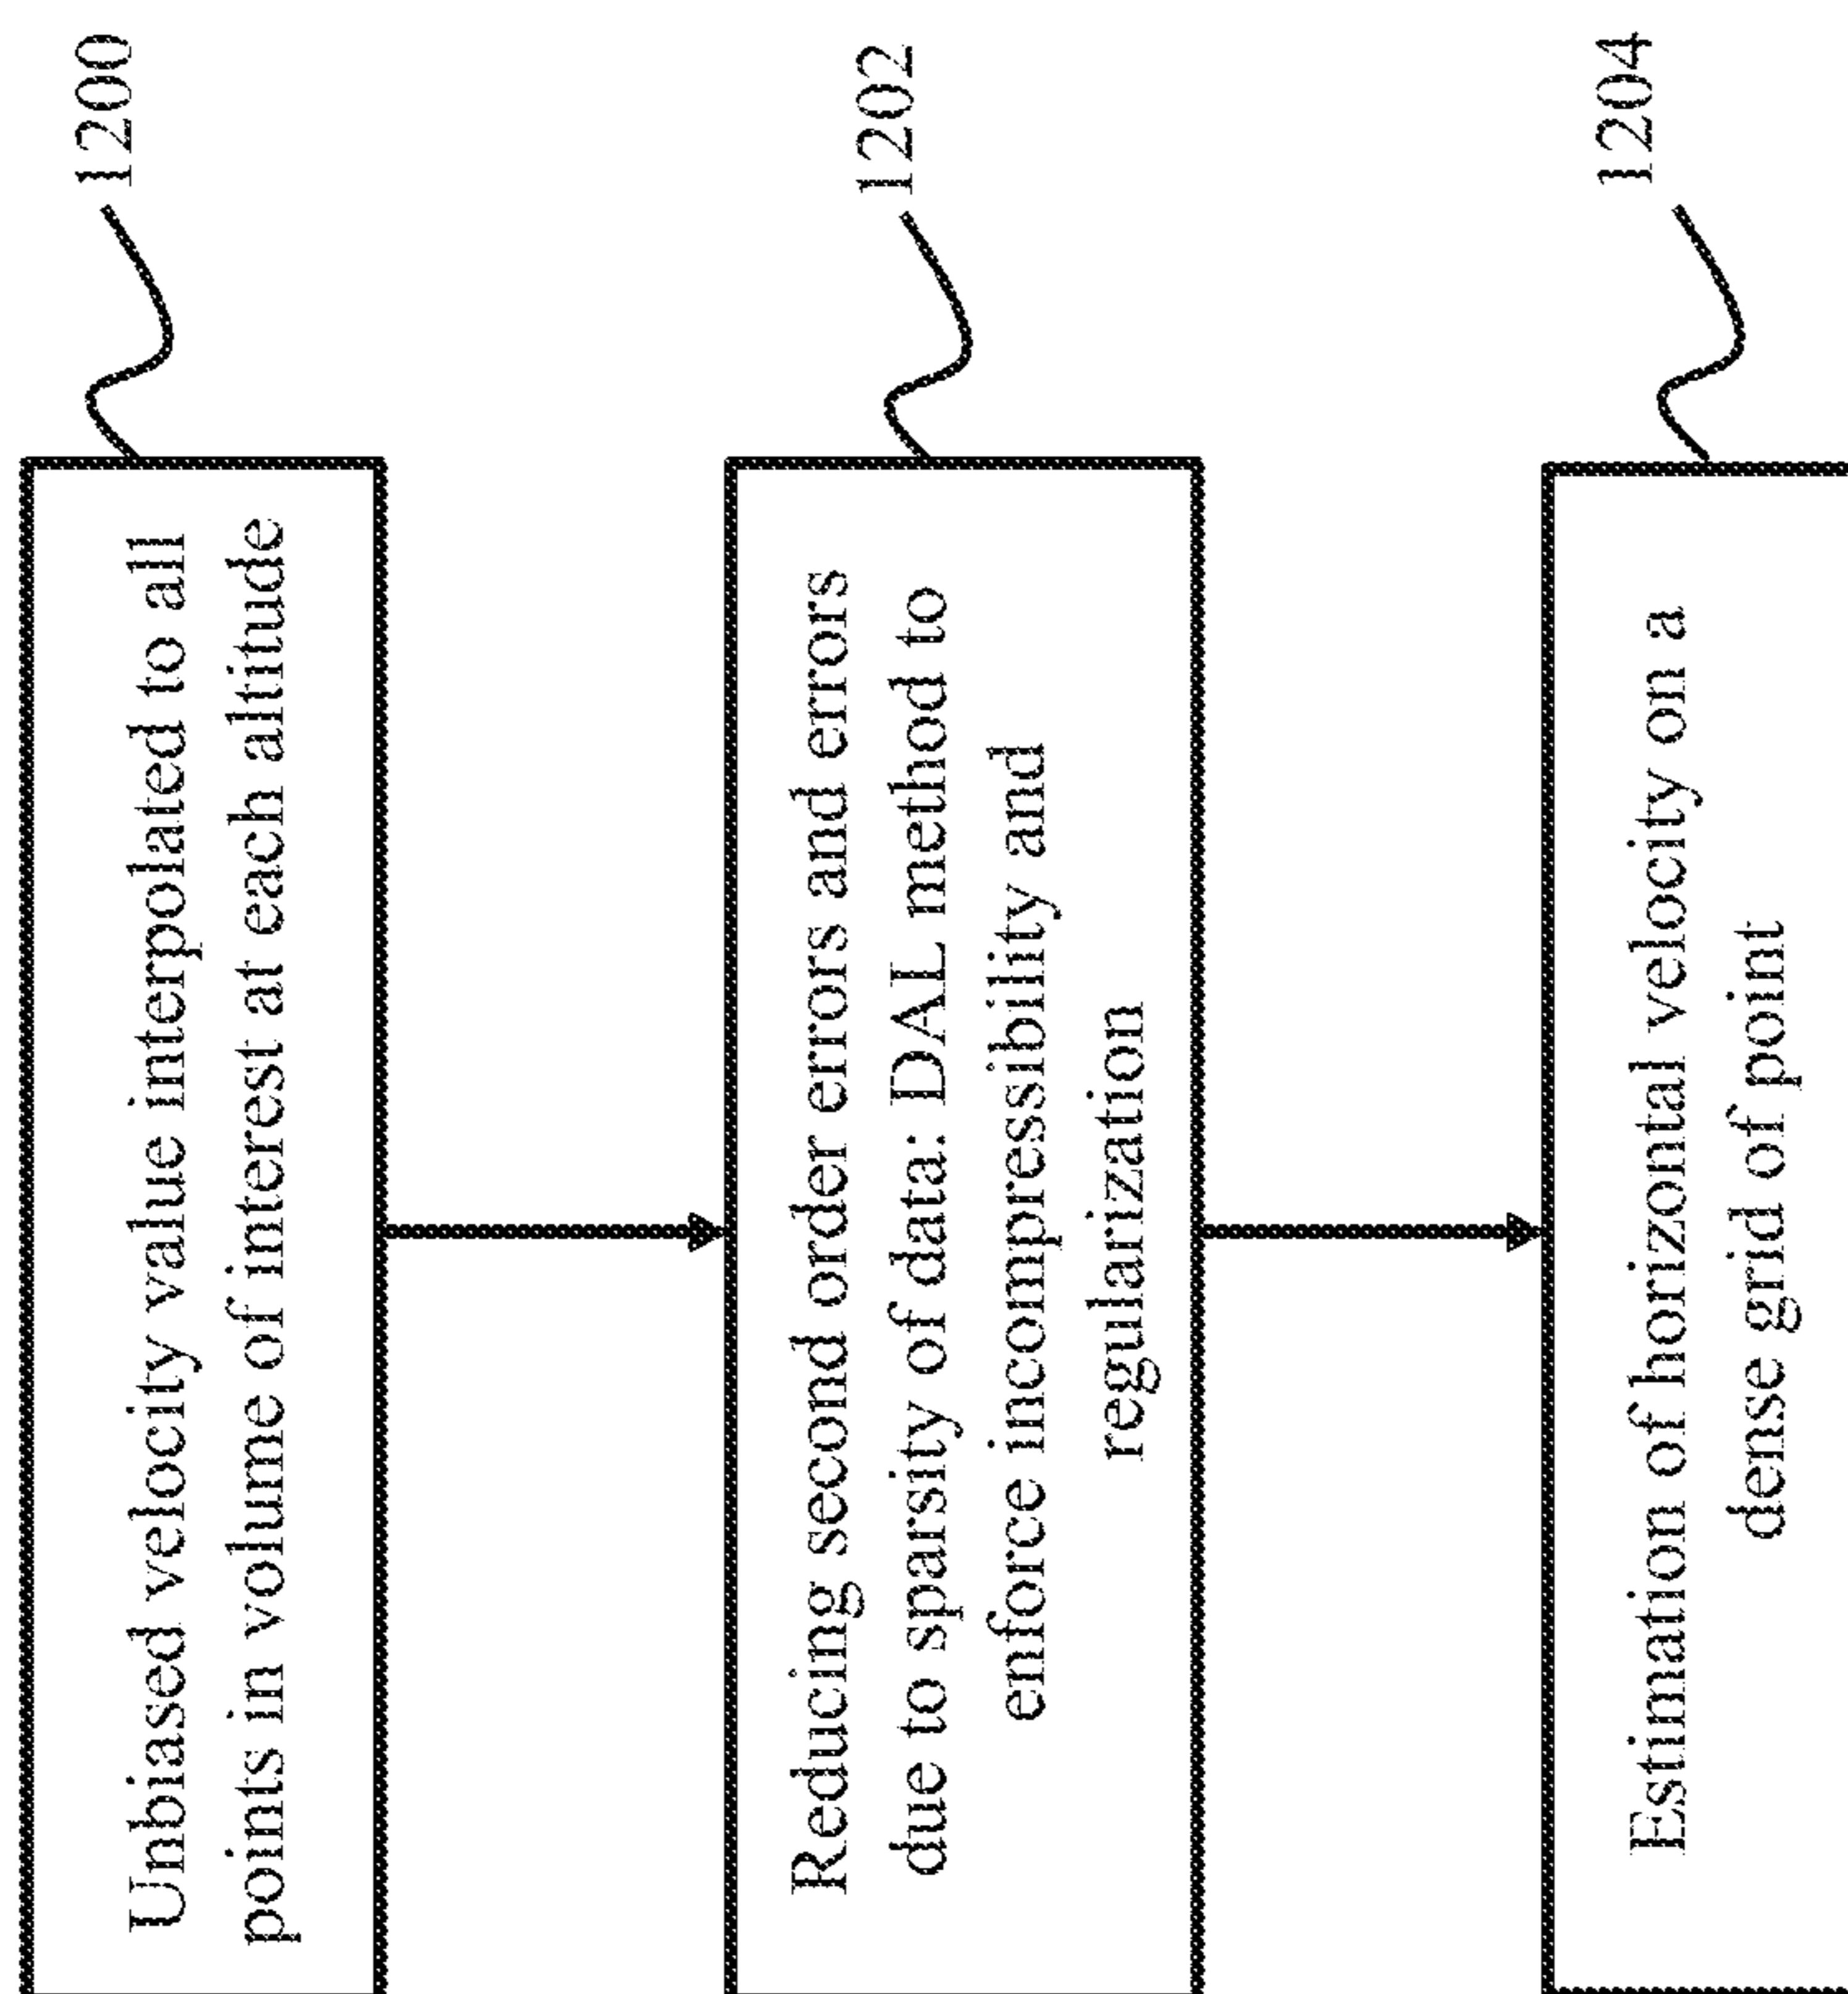 Unbiased velocity value interpolated to all
points in volume of interest at each altitude
1200
Reducing second order errors and errors
due to sparsity of data: IDAL method to
enforce incompressibility and
regularization
1202
Estimation of horizontal velocity on a
dense grid of point
1204